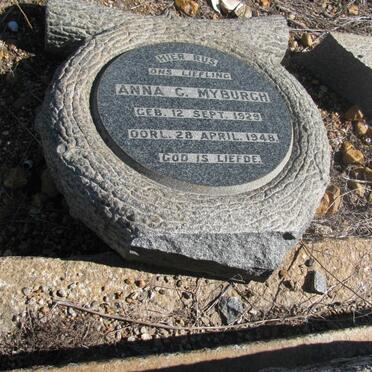 HIER RUS
ONS LIEFLING
ANNA C. MYBURGH
GEB. 12 SEPT. 1929
OORL. 28 APRIL. 1948.
GOD IS LIEFDE.